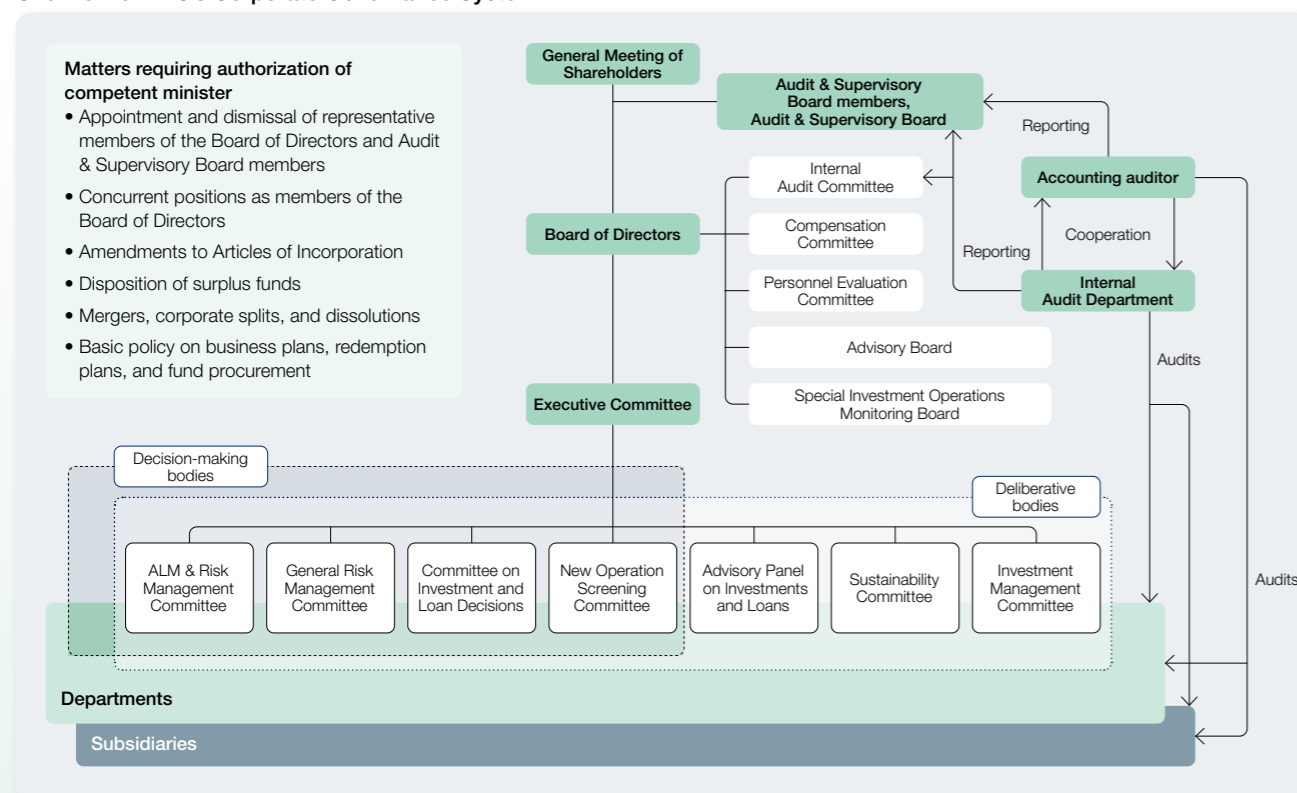 Matters requiring authorization of
competent minister
• Appointment and dismissal of representative
members of the Board of Directors and Audit
& Supervisory Board members
• Concurrent positions as members of the
Board of Directors
• Amendments to Articles of Incorporation
• Disposition of surplus funds
• Mergers, corporate splits, and dissolutions
• Basic policy on business plans, redemption
plans, and fund procurement
General Meeting of
Shareholders
Audit & Supervisory
Board members,
Audit & Supervisory Board
Reporting
Internal
Audit Committee
Accounting auditor
Board of Directors
Compensation
Committee
Reporting
Cooperation
Personnel Evaluation
Committee
Internal
Audit Department
Advisory Board
Audits
Executive Committee
Special Investment Operations
Monitoring Board
Decision-making
bodies
Deliberative
bodies
ALM & Risk
Management
Committee
General Risk
Management
Committee
Committee on
Investment and
Loan Decisions
New Operation
Screening
Committee
Advisory Panel
on Investments
and Loans
Sustainability
Committee
Investment
Management
Committee
Audits
Departments
Subsidiaries